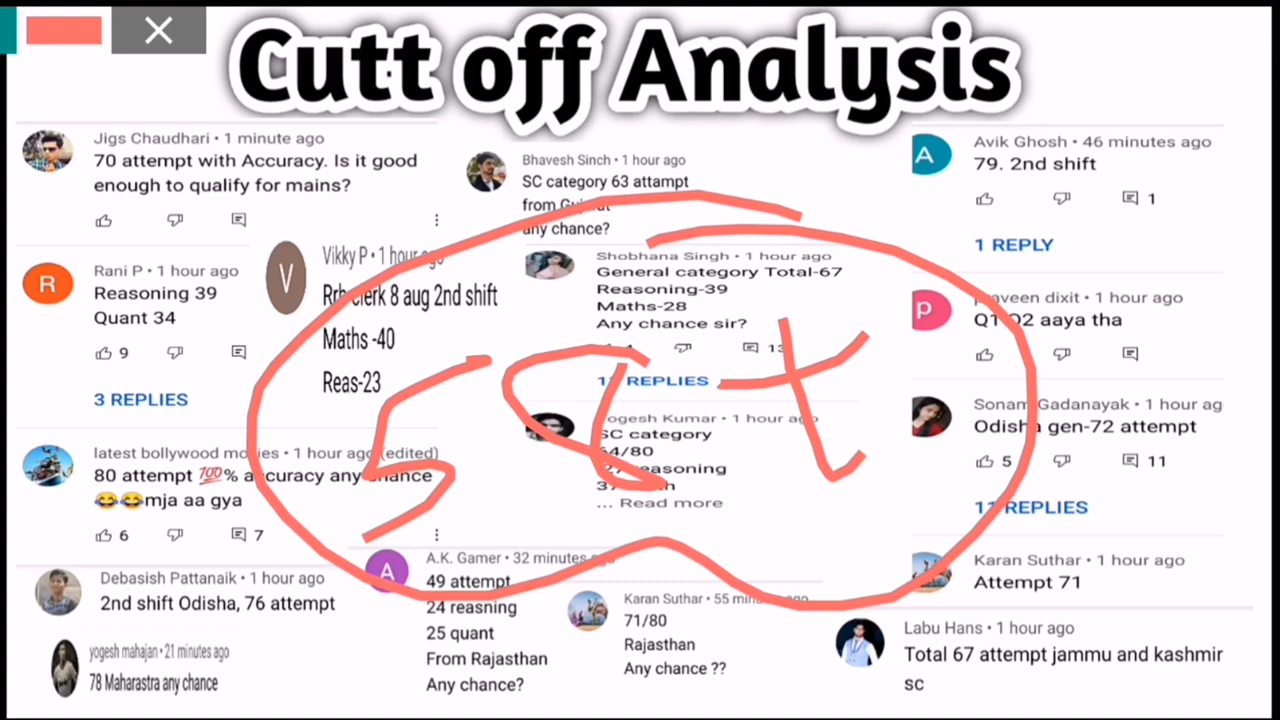 Cutt off Analysis
Jigs Chaudhari • 1 minute ago
70 attempt with Accuracy. Is it good
enough to qualify for mains?
Bhavesh Sinch • 1 hour ago
SC category 63 attampt
from Gujarat
any chance?
Avik Ghosh • 46 minutes ago
79. 2nd shift
1
1 REPLY
R
Rani P • 1 hour ago
Reasoning 39
Quant 34
9
3 REPLIES
V
Vikky P • 1 hour ago
Rrb clerk 8 aug 2nd shift
Maths -40
Reas-23
Shobhana Singh • 1 hour ago
General category Total-67
Reasoning-39
Maths-28
Any chance sir?
REPLIES
A
P
praveen dixit • 1 hour ago
Q1 Q2 aaya tha
latest bollywood movies • 1 hour ago (edited)
80 attempt 💯% accuracy any chance
😂😂mja aa gya
6
7
Yogesh Kumar • 1 hour ago
SC category
64/80
27 reasoning
37
... Read more
Sonam Gadanayak • 1 hour ag
Odisha gen-72 attempt
5
11
11 REPLIES
Debasish Pattanaik • 1 hour ago
2nd shift Odisha, 76 attempt
A
A.K. Gamer • 32 minutes ago
49 attempt
24 reasning
25 quant
From Rajasthan
Any chance?
Karan Suthar • 55 minutes ago
71/80
Rajasthan
Any chance ??
Karan Suthar • 1 hour ago
Attempt 71
yogesh mahajan • 21 minutes ago
78 Maharastra any chance
Labu Hans • 1 hour ago
Total 67 attempt jammu and kashmir
sc